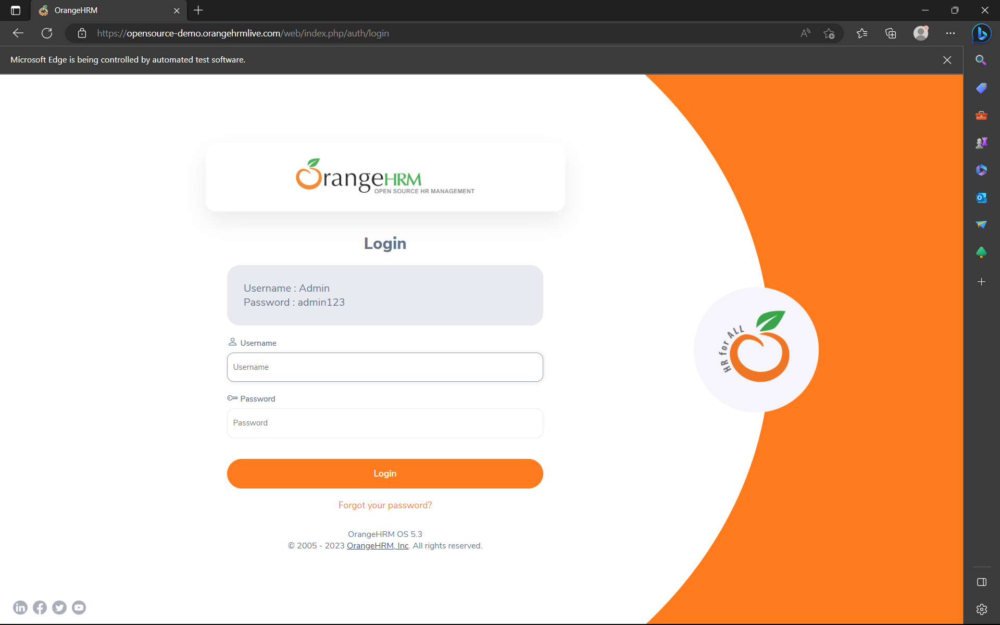 OrangeHRM
https://opensource-demo.orangehrmlive.com/web/index.php/auth/login
Microsoft Edge is being controlled by automated test software.
OrangeHRM
OPEN SOURCE HR MANAGEMENT
Login
Username : Admin
Password : admin123
Username
Username
Password
Password
Login
Forgot your password?
OrangeHRM OS 5.3
© 2005 - 2023 OrangeHRM, Inc. All rights reserved.
HR for ALL